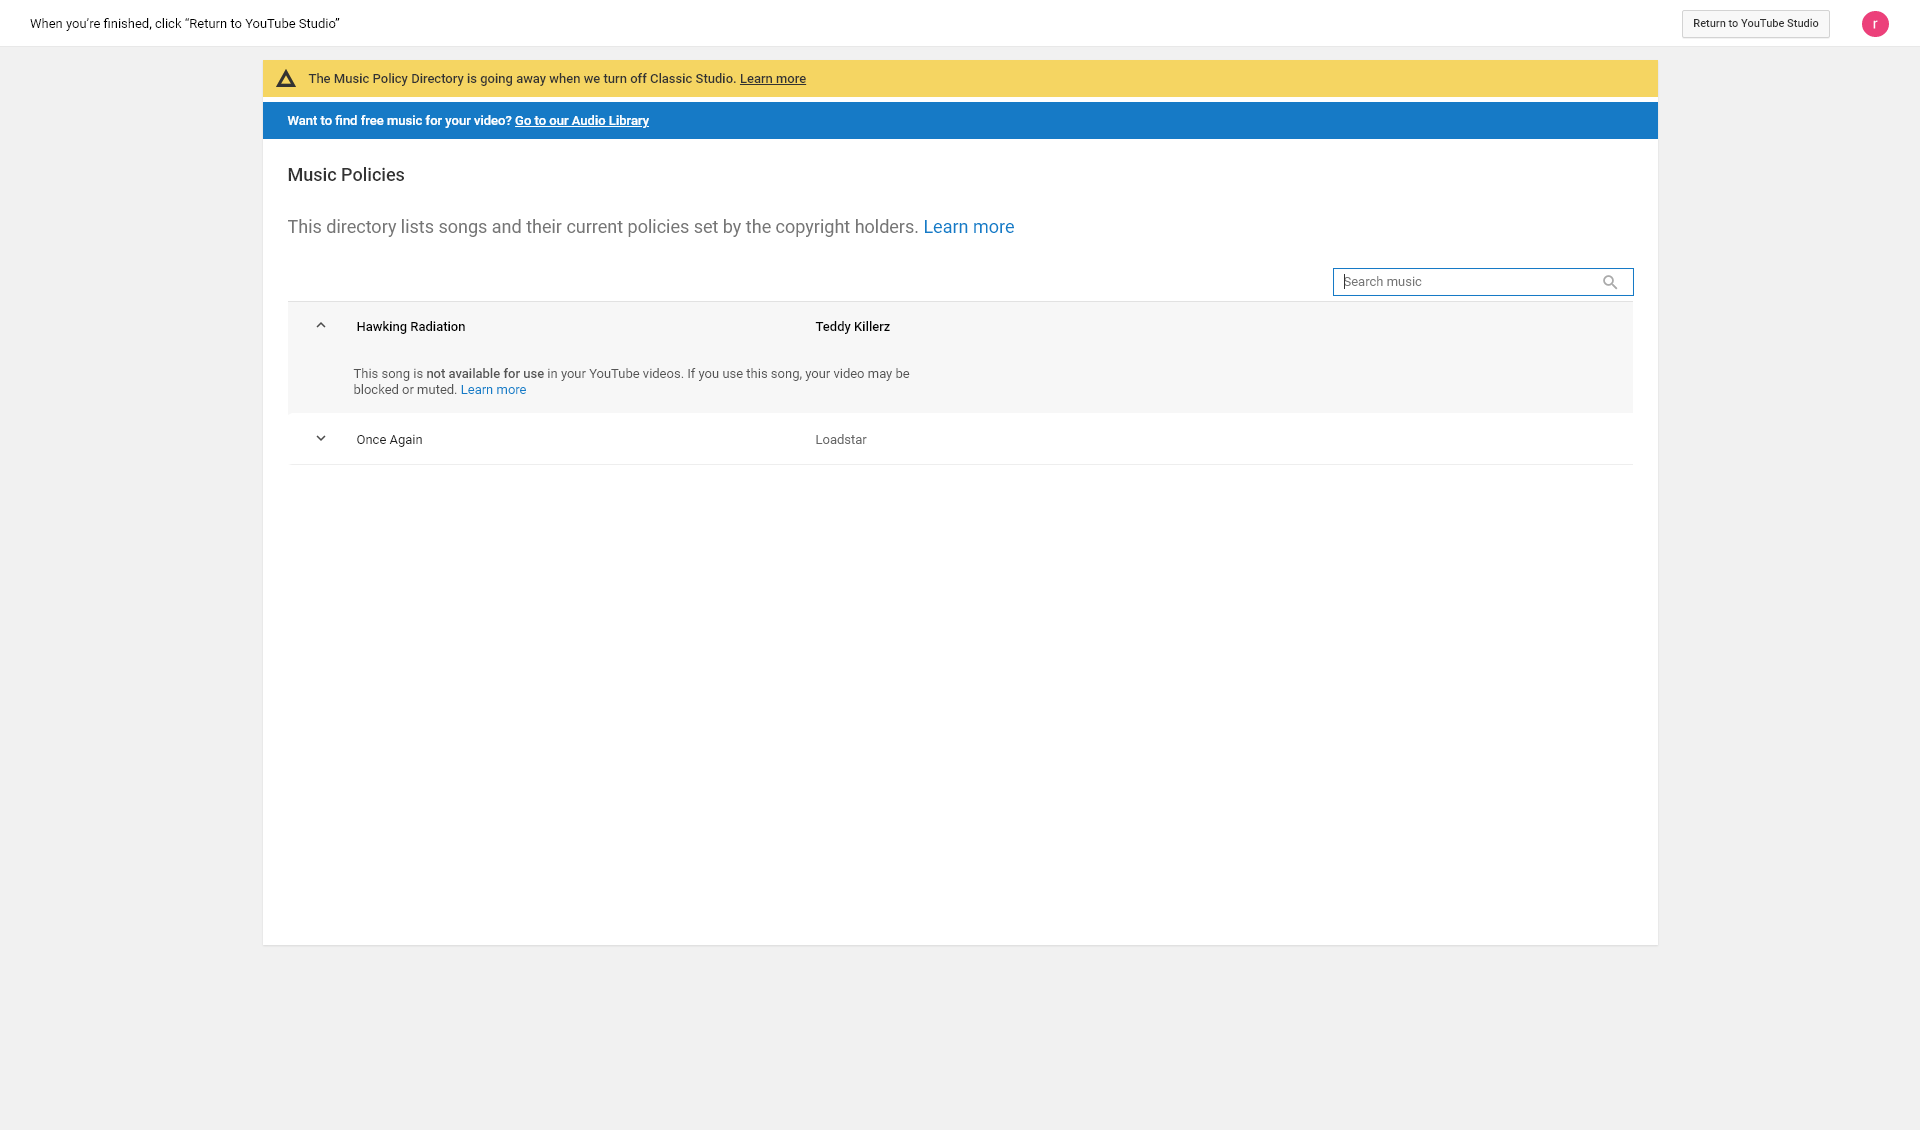 When you're finished, click “Return to YouTube Studio”
Return to YouTube Studio
r
The Music Policy Directory is going away when we turn off Classic Studio. Learn more
Want to find free music for your video? Go to our Audio Library
Music Policies
This directory lists songs and their current policies set by the copyright holders. Learn more
Search music
Hawking Radiation
Teddy Killerz
This song is not available for use in your YouTube videos. If you use this song, your video may be
blocked or muted. Learn more
Once Again
Loadstar